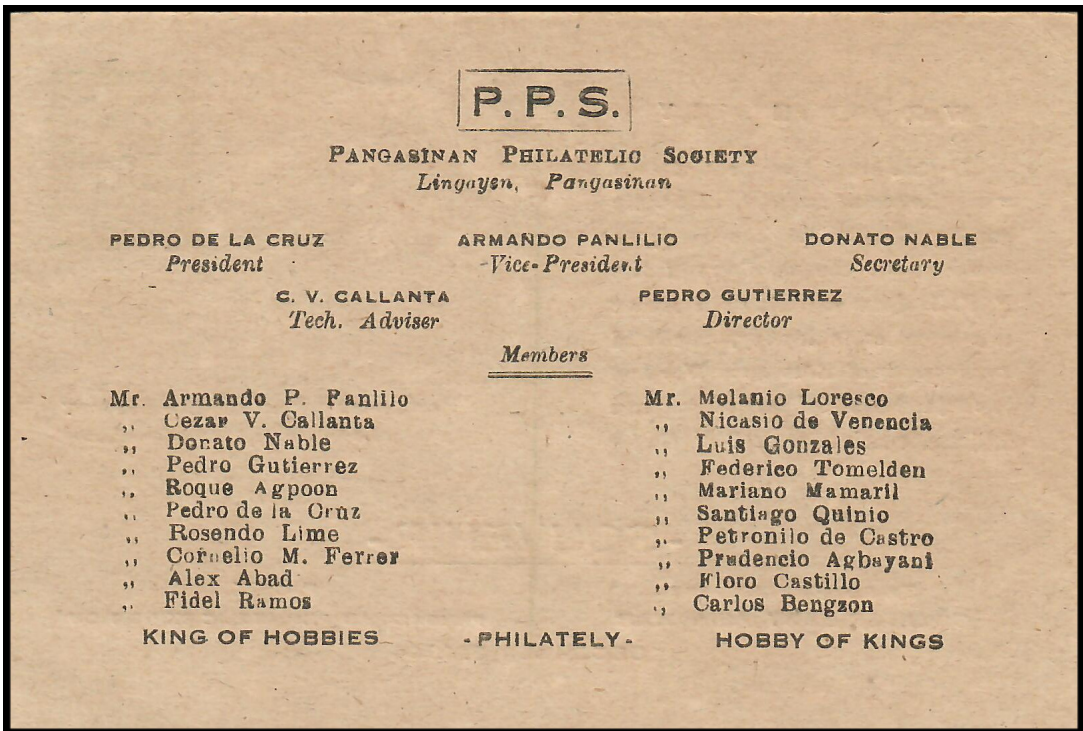 P. P. S.
PANGASINAN PHILATELIC SOCIETY
Lingayen, Pangasinan
PEDRO DE LA CRUZ ARMANDO PANLILIO DONATO NABLE
President Vice-President Secretary
C. V. CALLANTA PEDRO GUTIERREZ
Tech. Adviser Director
Members
Mr. Armando P. Panlilo Mr. Melanio Loresco
,, Cezar V. Callanta ,, Nicasio de Venencia
,, Donato Nable ,, Luis Gonzales
,, Pedro Gutierrez ,, Federico Tomelden
,, Roque Agpoon ,, Mariano Mamaril
,, Pedro de la Cruz ,, Santiago Quinio
,, Rosendo Lime ,, Petronilo de Castro
,, Cornelio M. Ferrer ,, Prudencio Agbayani
,, Alex Abad ,, Floro Castillo
,, Fidel Ramos ,, Carlos Bengzon
KING OF HOBBIES - PHILATELY - HOBBY OF KINGS